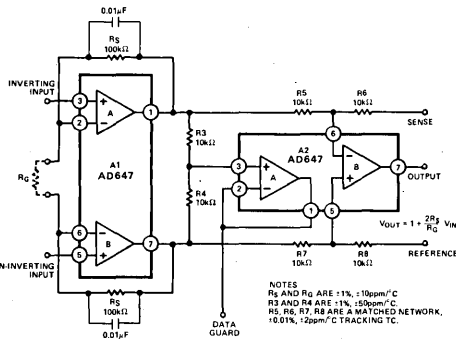 0.01µF
RS
100kΩ
INVERTING
INPUT
3
+
A
1
2
−
R5
10kΩ
R6
10kΩ
SENSE
A1
AD647
R3
10kΩ
RG
R4
10kΩ
A2
AD647
6
3
+
A
2
−
−
B
+
7
OUTPUT
1
5
VOUT = 1 + 2RS/RG VIN
6
−
B
7
5
+
N-INVERTING
INPUT
R7
10kΩ
R8
10kΩ
REFERENCE
RS
100kΩ
0.01µF
DATA
GUARD
NOTES
RS AND RG ARE ±1%, ±10ppm/°C
R3 AND R4 ARE ±1%, ±50ppm/°C.
R5, R6, R7, R8 ARE A MATCHED NETWORK,
±0.01%, ±2ppm/°C TRACKING TC.